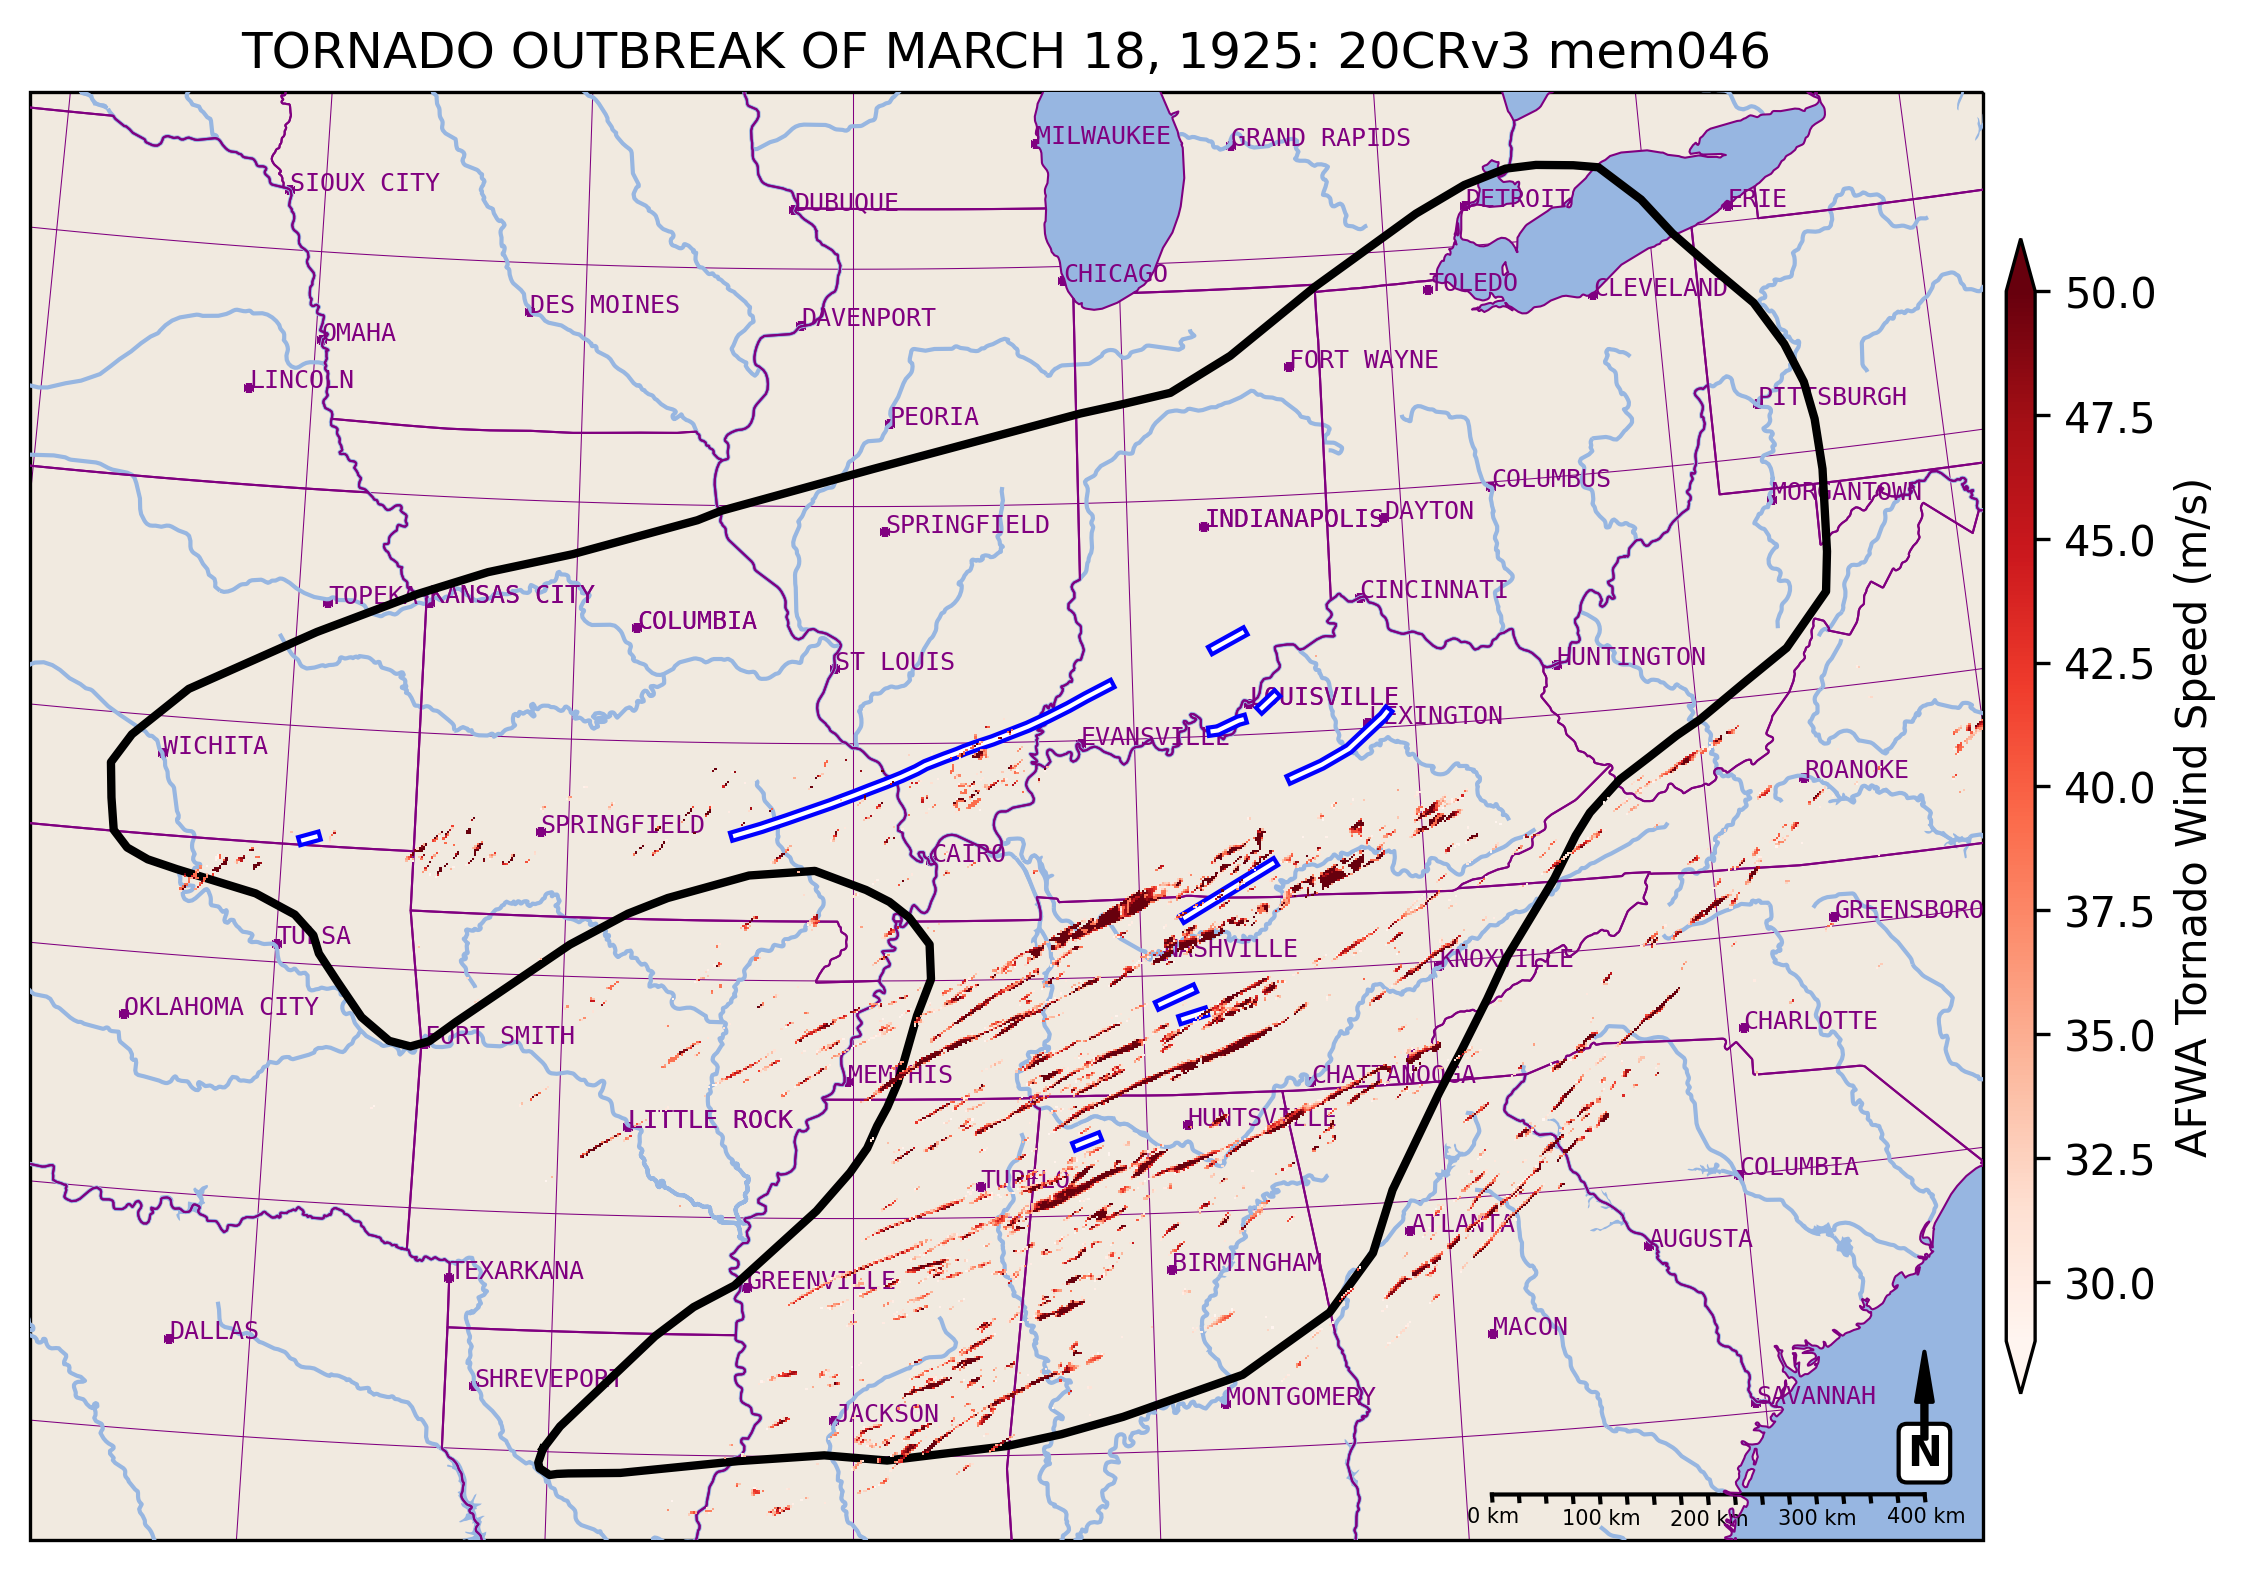 TORNADO OUTBREAK OF MARCH 18, 1925: 20CRv3 mem046
MILWAUKEE
GRAND RAPIDS
SIOUX CITY
DUBUQUE
DETROIT
ERIE
CHICAGO
TOLEDO
CLEVELAND
DES MOINES
DAVENPORT
OMAHA
FORT WAYNE
LINCOLN
PEORIA
PITTSBURGH
COLUMBUS
MORGANTOWN
SPRINGFIELD
INDIANAPOLIS
DAYTON
TOPEKA
KANSAS CITY
CINCINNATI
COLUMBIA
ST LOUIS
HUNTINGTON
LOUISVILLE
LEXINGTON
WICHITA
EVANSVILLE
ROANOKE
SPRINGFIELD
CAIRO
GREENSBORO
TULSA
NASHVILLE
KNOXVILLE
OKLAHOMA CITY
FORT SMITH
CHARLOTTE
MEMPHIS
CHATTANOOGA
LITTLE ROCK
HUNTSVILLE
TUPELO
COLUMBIA
ATLANTA
AUGUSTA
TEXARKANA
GREENVILLE
BIRMINGHAM
DALLAS
MACON
SHREVEPORT
MONTGOMERY
SAVANNAH
JACKSON
N
0 km
100 km
200 km
300 km
400 km
50.0
47.5
45.0
42.5
40.0
37.5
35.0
32.5
30.0
AFWA Tornado Wind Speed (m/s)